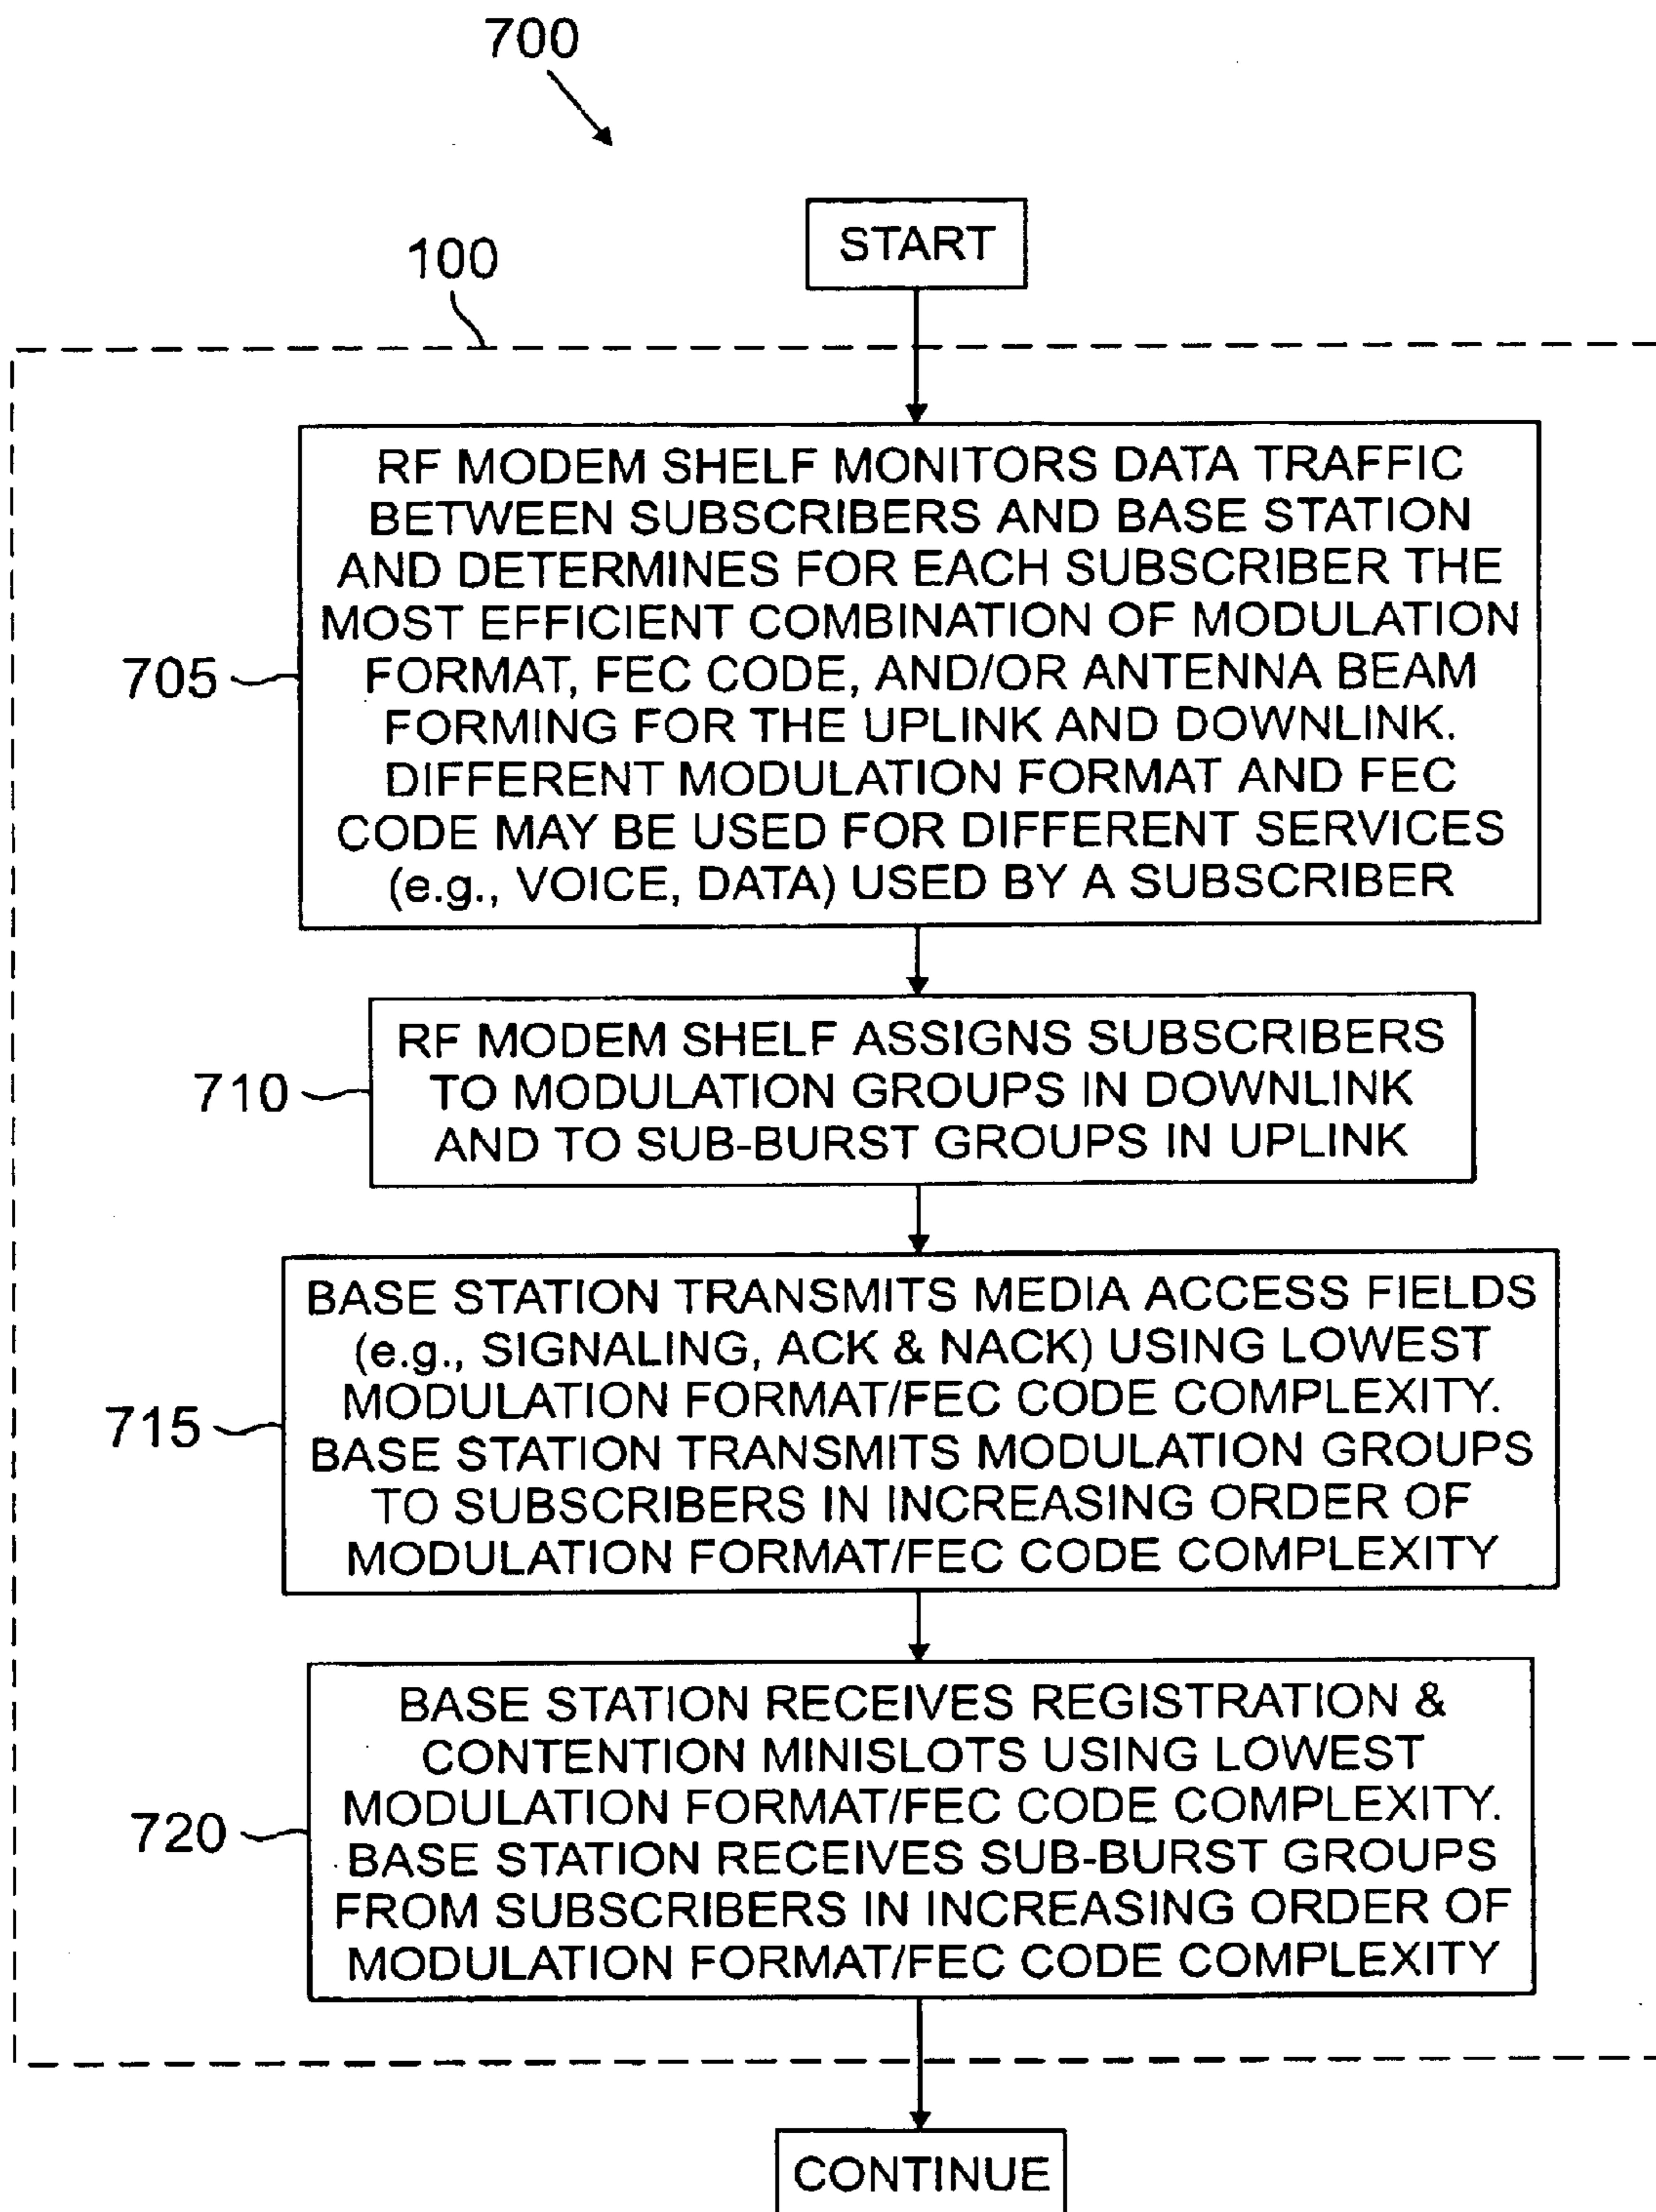 700
START
100
RF MODEM SHELF MONITORS DATA TRAFFIC
BETWEEN SUBSCRIBERS AND BASE STATION
AND DETERMINES FOR EACH SUBSCRIBER THE
MOST EFFICIENT COMBINATION OF MODULATION
FORMAT, FEC CODE, AND/OR ANTENNA BEAM
FORMING FOR THE UPLINK AND DOWNLINK.
DIFFERENT MODULATION FORMAT AND FEC
CODE MAY BE USED FOR DIFFERENT SERVICES
(e.g., VOICE, DATA) USED BY A SUBSCRIBER
705
RF MODEM SHELF ASSIGNS SUBSCRIBERS
TO MODULATION GROUPS IN DOWNLINK
AND TO SUB-BURST GROUPS IN UPLINK
710
BASE STATION TRANSMITS MEDIA ACCESS FIELDS
(e.g., SIGNALING, ACK & NACK) USING LOWEST
MODULATION FORMAT/FEC CODE COMPLEXITY.
BASE STATION TRANSMITS MODULATION GROUPS
TO SUBSCRIBERS IN INCREASING ORDER OF
MODULATION FORMAT/FEC CODE COMPLEXITY
715
BASE STATION RECEIVES REGISTRATION &
CONTENTION MINISLOTS USING LOWEST
MODULATION FORMAT/FEC CODE COMPLEXITY.
BASE STATION RECEIVES SUB-BURST GROUPS
FROM SUBSCRIBERS IN INCREASING ORDER OF
MODULATION FORMAT/FEC CODE COMPLEXITY
720
CONTINUE